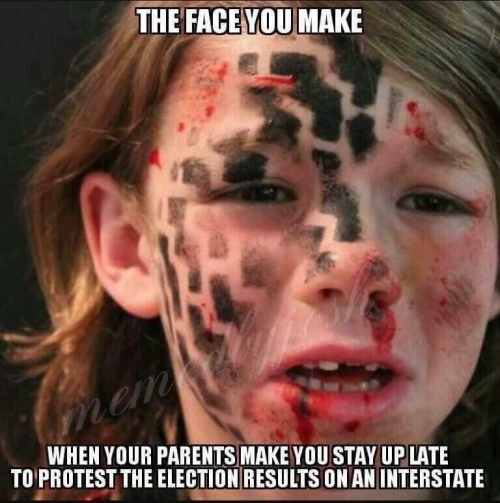 THE FACE YOU MAKE
memedbyjosh
WHEN YOUR PARENTS MAKE YOU STAY UP LATE
TO PROTEST THE ELECTION RESULTS ON AN INTERSTATE